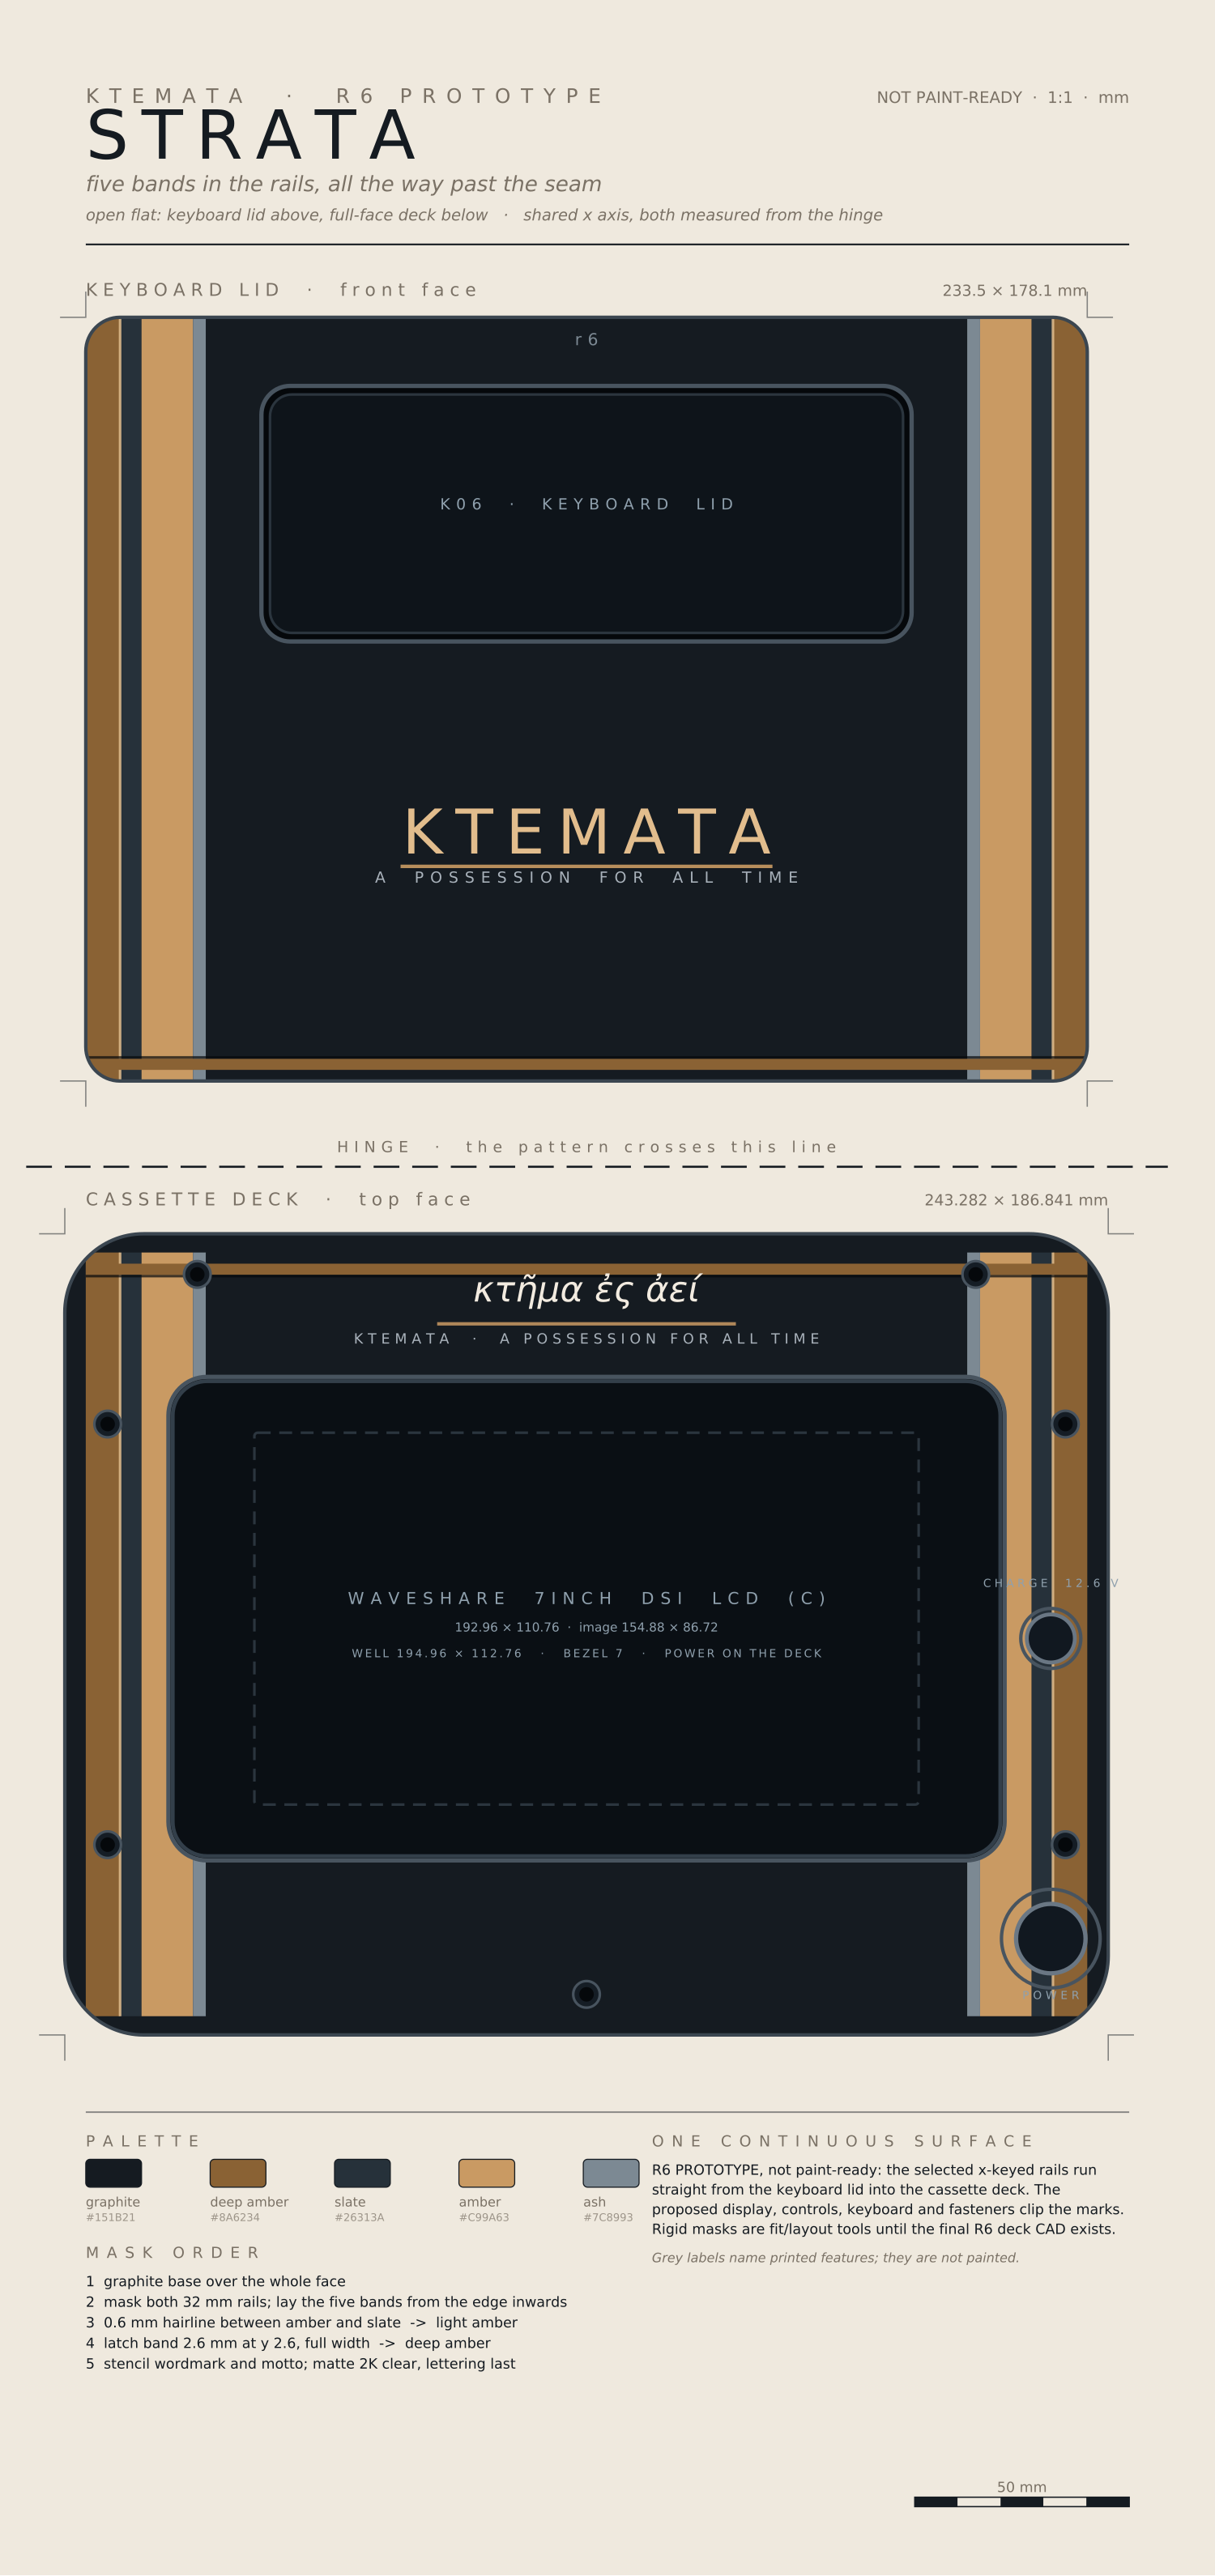 KTEMATA · R6 PROTOTYPE
NOT PAINT-READY · 1:1 · mm
STRATA
five bands in the rails, all the way past the seam
open flat: keyboard lid above, full-face deck below · shared x axis, both measured from the hinge
KEYBOARD LID · front face
233.5 × 178.1 mm
r6
K06 · KEYBOARD LID
KTEMATA
A POSSESSION FOR ALL TIME
HINGE · the pattern crosses this line
CASSETTE DECK · top face
243.282 × 186.841 mm
κτῆμα ἐς ἀεί
KTEMATA · A POSSESSION FOR ALL TIME
CHARGE 12.6 V
WAVESHARE 7INCH DSI LCD (C)
192.96 × 110.76 · image 154.88 × 86.72
WELL 194.96 × 112.76 · BEZEL 7 · POWER ON THE DECK
POWER
PALETTE
graphite
#151B21
deep amber
#8A6234
slate
#26313A
amber
#C99A63
ash
#7C8993
MASK ORDER
1 graphite base over the whole face
2 mask both 32 mm rails; lay the five bands from the edge inwards
3 0.6 mm hairline between amber and slate -> light amber
4 latch band 2.6 mm at y 2.6, full width -> deep amber
5 stencil wordmark and motto; matte 2K clear, lettering last
ONE CONTINUOUS SURFACE
R6 PROTOTYPE, not paint-ready: the selected x-keyed rails run
straight from the keyboard lid into the cassette deck. The
proposed display, controls, keyboard and fasteners clip the marks.
Rigid masks are fit/layout tools until the final R6 deck CAD exists.
Grey labels name printed features; they are not painted.
50 mm